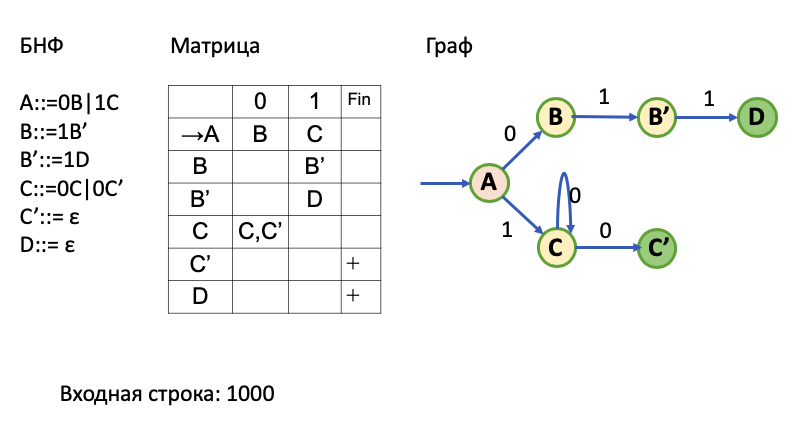 БНФ
Матрица
Граф
A::=0B|1C
B::=1B’
B’::=1D
C::=0C|0C’
C’::= ε
D::= ε
0 1 Fin
→A B C
B B’
B’ D
C C,C’
C’ +
D +
B 1 B’ 1 D
0
A
1
0
C 0 C’
Входная строка: 1000